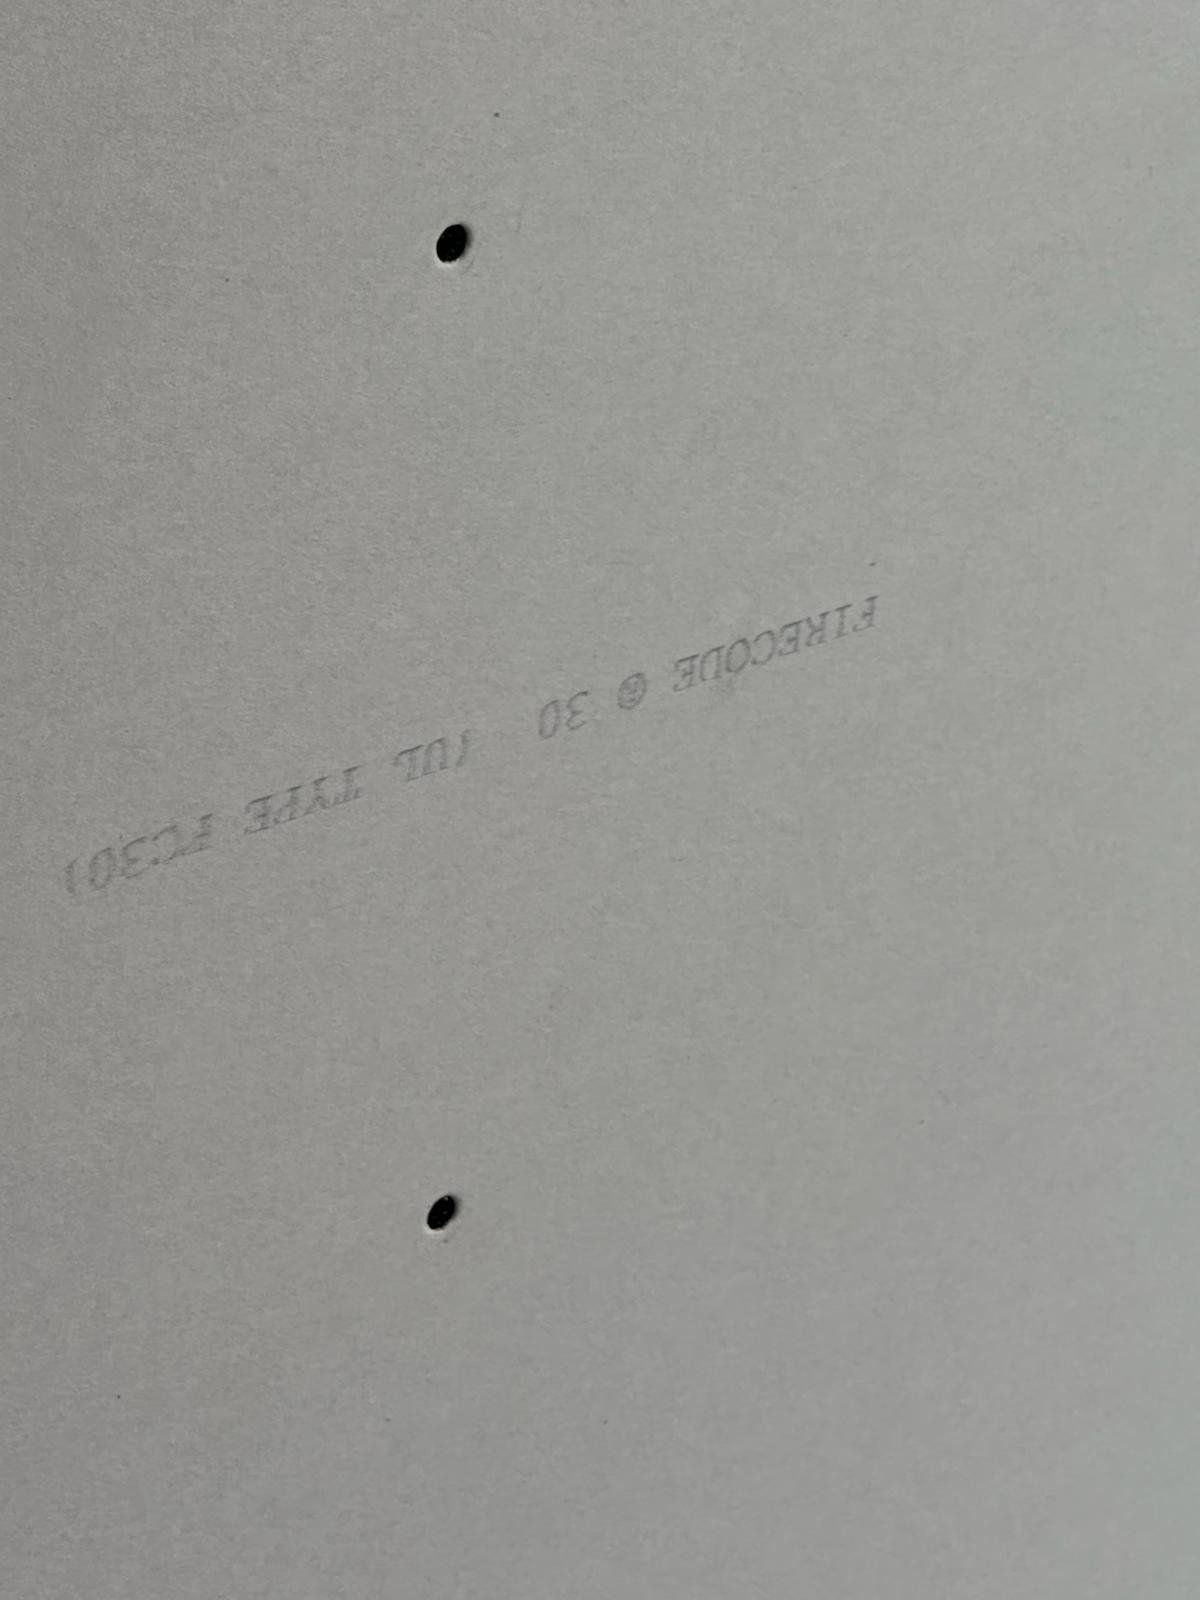 FIRECODE ® 30 (UL TYPE FC30)